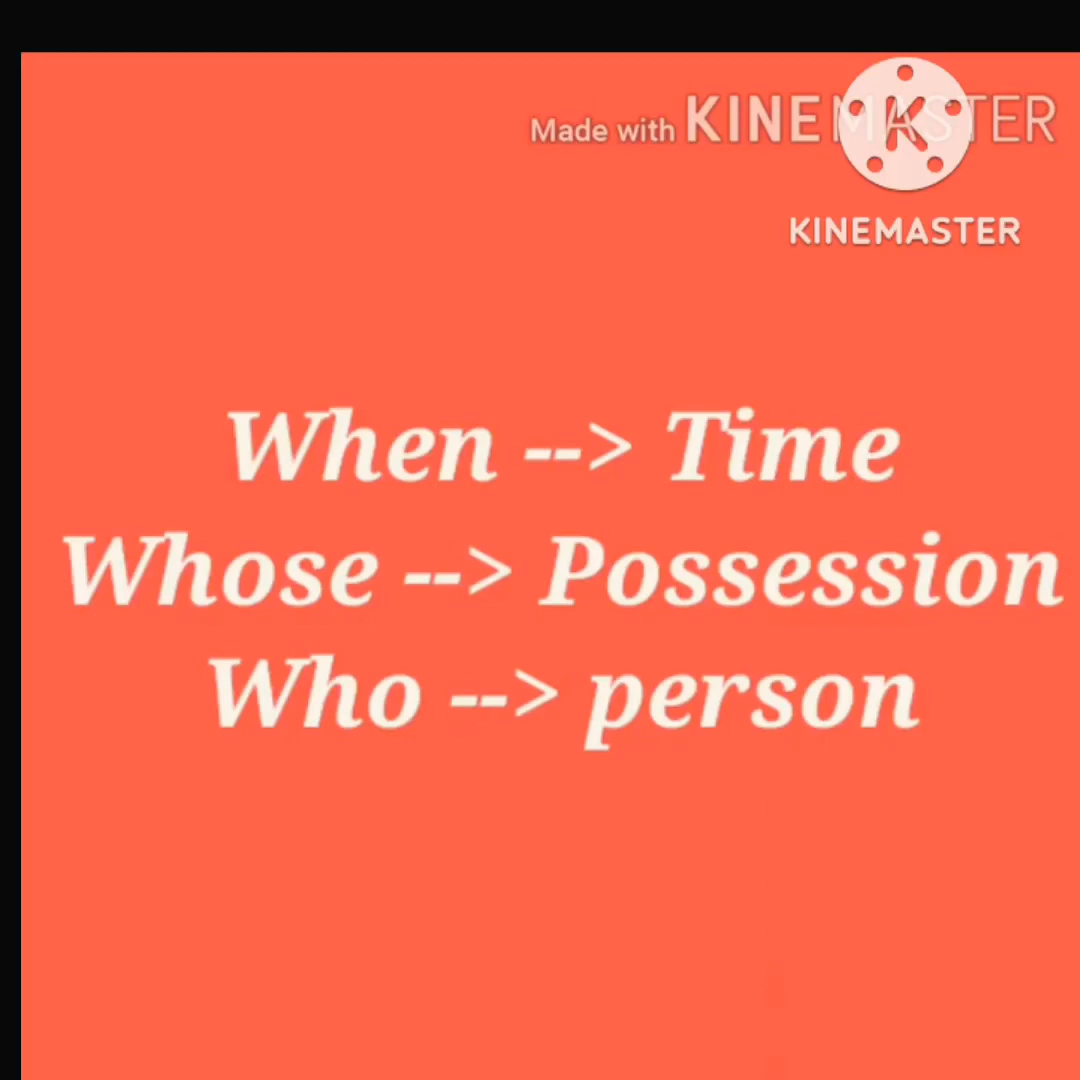 Made with KINEMASTER
KINEMASTER
When --> Time
Whose --> Possession
Who --> person